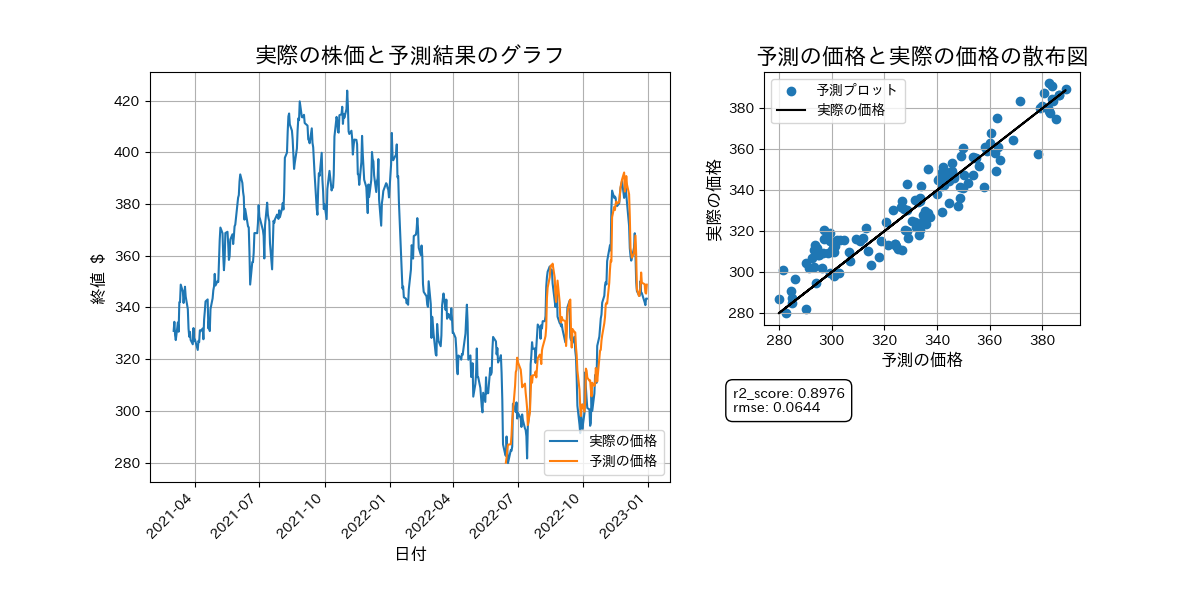 実際の株価と予測結果のグラフ
終値 $
420
400
380
360
340
320
300
280
2021-04
2021-07
2021-10
2022-01
2022-04
2022-07
2022-10
2023-01
日付
実際の価格
予測の価格
予測の価格と実際の価格の散布図
実際の価格
380
360
340
320
300
280
280
300
320
340
360
380
予測の価格
予測プロット
実際の価格
r2_score: 0.8976
rmse: 0.0644